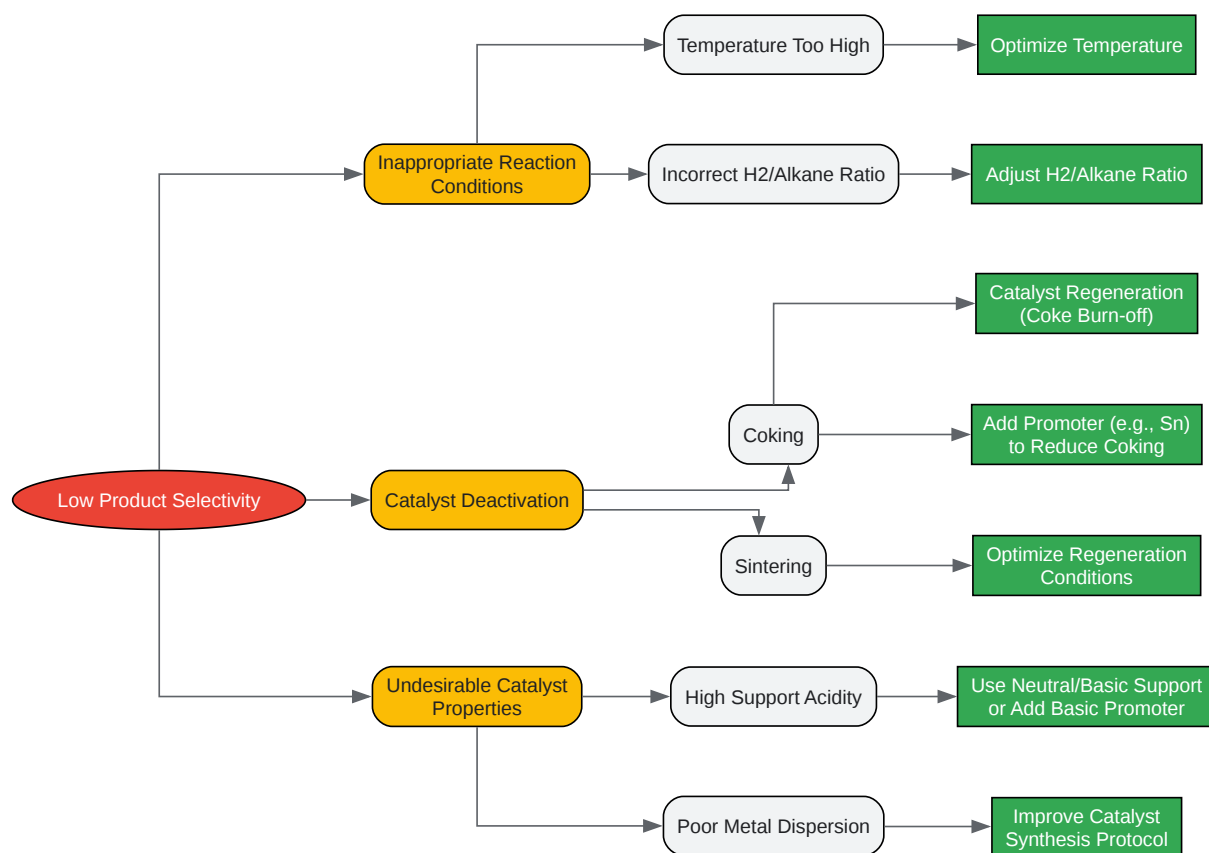 Temperature Too High
Optimize Temperature
Inappropriate Reaction
Conditions
Incorrect H2/Alkane Ratio
Adjust H2/Alkane Ratio
Catalyst Regeneration
(Coke Burn-off)
Coking
Add Promoter (e.g., Sn)
to Reduce Coking
Low Product Selectivity
Catalyst Deactivation
Sintering
Optimize Regeneration
Conditions
Undesirable Catalyst
Properties
High Support Acidity
Use Neutral/Basic Support
or Add Basic Promoter
Poor Metal Dispersion
Improve Catalyst
Synthesis Protocol